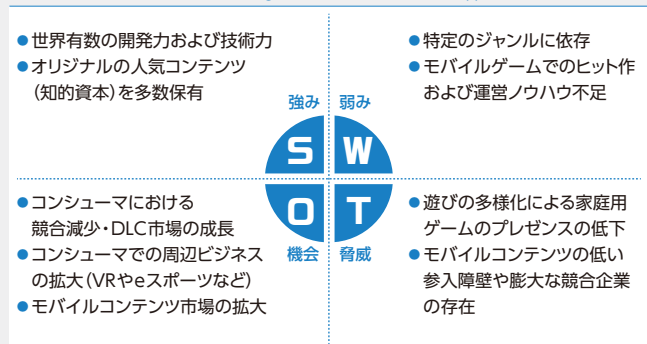 ●世界有数の開発力および技術力
●オリジナルの人気コンテンツ
(知的資本)を多数保有
●特定のジャンルに依存
●モバイルゲームでのヒット作
および運営ノウハウ不足
強み 弱み
S W
O T
機会 脅威
●コンシューマにおける
競合減少・DLC市場の成長
●コンシューマでの周辺ビジネス
の拡大(VRやeスポーツなど)
●モバイルコンテンツ市場の拡大
●遊びの多様化による家庭用
ゲームのプレゼンスの低下
●モバイルコンテンツの低い
参入障壁や膨大な競合企業
の存在